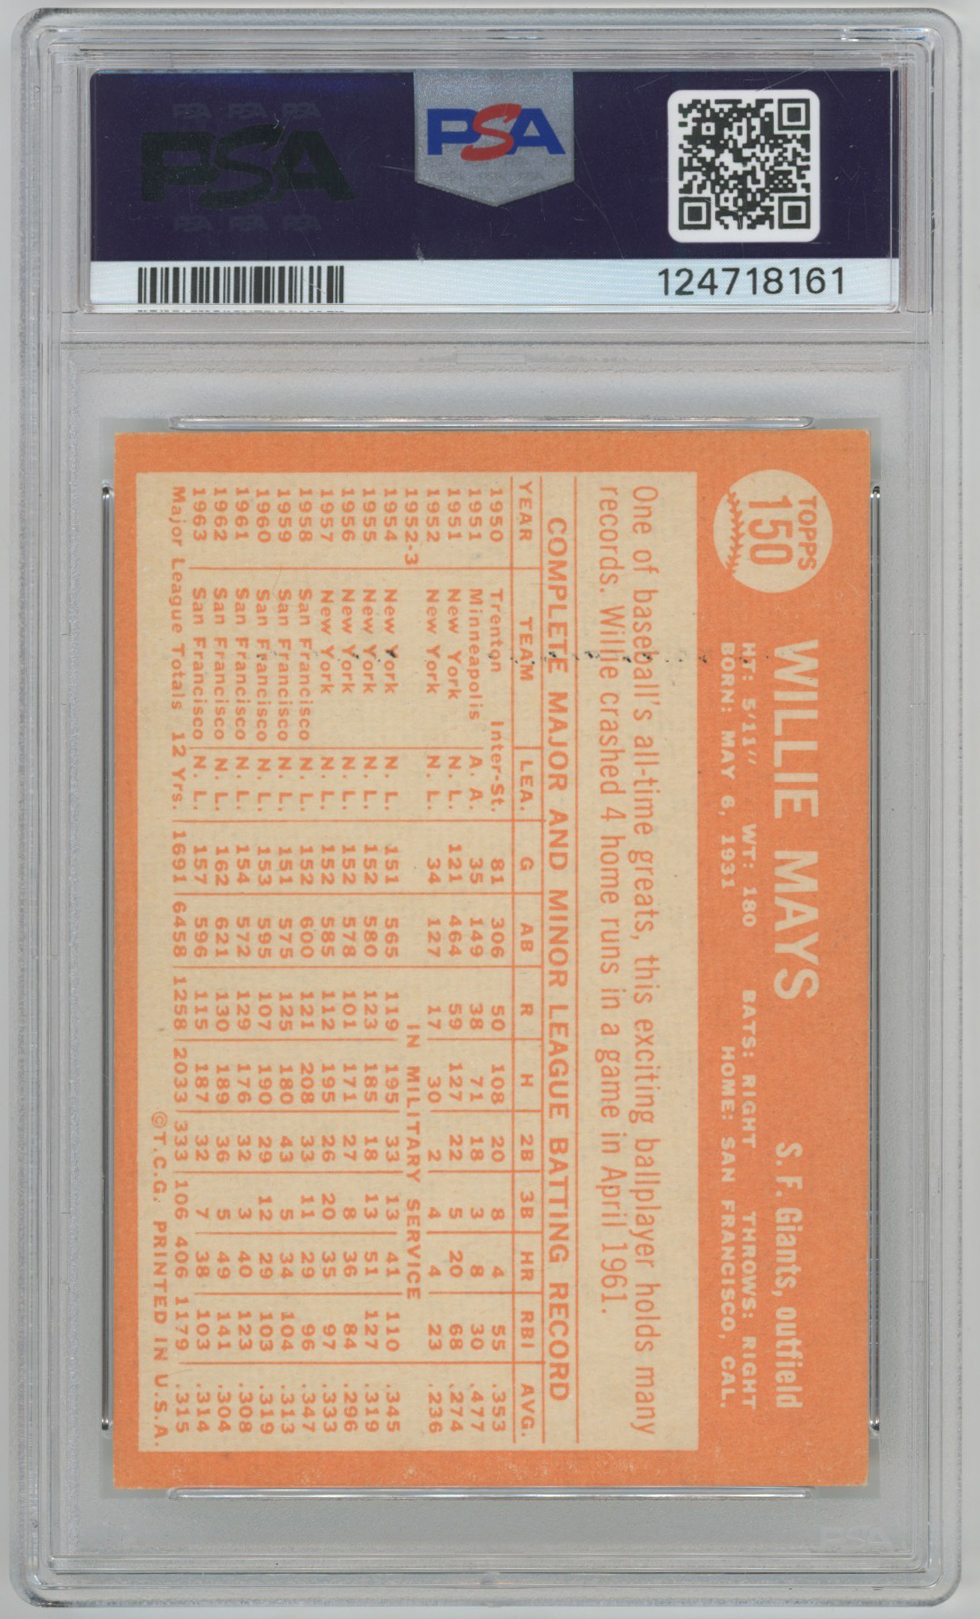 PSA PSA PSA
PSA
PSA PSA PSA
PSA
124718161
TOPPS
150
WILLIE MAYS
S. F. Giants, outfield
HT: 5'11" WT: 180 BATS: RIGHT THROWS: RIGHT
BORN: MAY 6, 1931 HOME: SAN FRANCISCO, CAL.
One of baseball's all-time greats, this exciting ballplayer holds many
records. Willie crashed 4 home runs in a game in April 1961.
COMPLETE MAJOR AND MINOR LEAGUE BATTING RECORD
YEAR TEAM LEA. G AB R H 2B 3B HR RBI AVG.
1950 Trenton Inter-St. 81 306 50 108 20 8 4 55 .353
1951 Minneapolis A. A. 35 149 38 71 18 3 8 30 .477
1951 New York N. L. 121 464 59 127 22 5 20 68 .274
1952 New York N. L. 34 127 17 30 2 4 4 23 .236
1952-3 IN MILITARY SERVICE
1954 New York N. L. 151 565 119 195 33 13 41 110 .345
1955 New York N. L. 152 580 123 185 18 13 51 127 .319
1956 New York N. L. 152 578 101 171 27 8 36 84 .296
1957 New York N. L. 152 585 112 195 26 20 35 97 .333
1958 San Francisco N. L. 152 600 121 208 33 11 29 96 .347
1959 San Francisco N. L. 151 575 125 180 43 5 34 104 .313
1960 San Francisco N. L. 153 595 107 190 29 12 29 103 .319
1961 San Francisco N. L. 154 572 129 176 32 3 40 123 .308
1962 San Francisco N. L. 162 621 130 189 36 5 49 141 .304
1963 San Francisco N. L. 157 596 115 187 32 7 38 103 .314
Major League Totals 12 Yrs. 1691 6458 1258 2033 333 106 406 1179 .315
©T.C.G. PRINTED IN U.S.A.
PSA